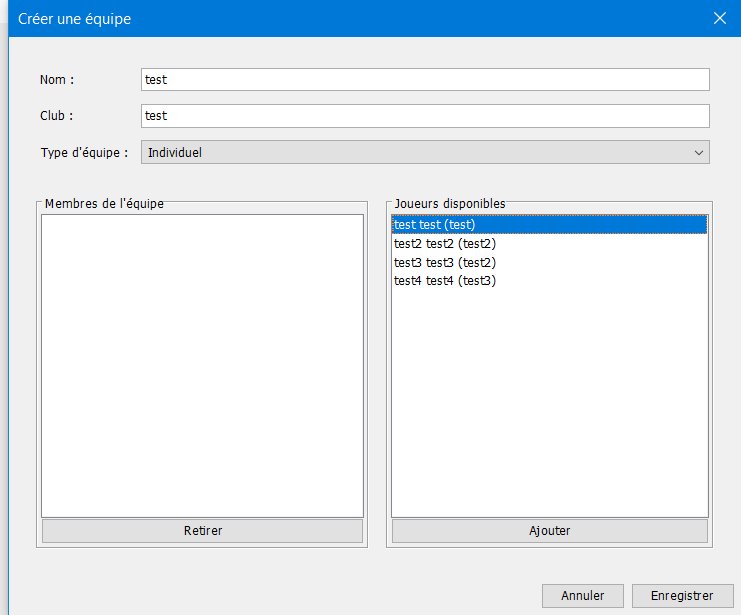 Créer une équipe
Nom :
test
Club :
test
Type d'équipe :
Individuel
Membres de l'équipe
Retirer
Joueurs disponibles
test test (test)
test2 test2 (test2)
test3 test3 (test2)
test4 test4 (test3)
Ajouter
Annuler
Enregistrer